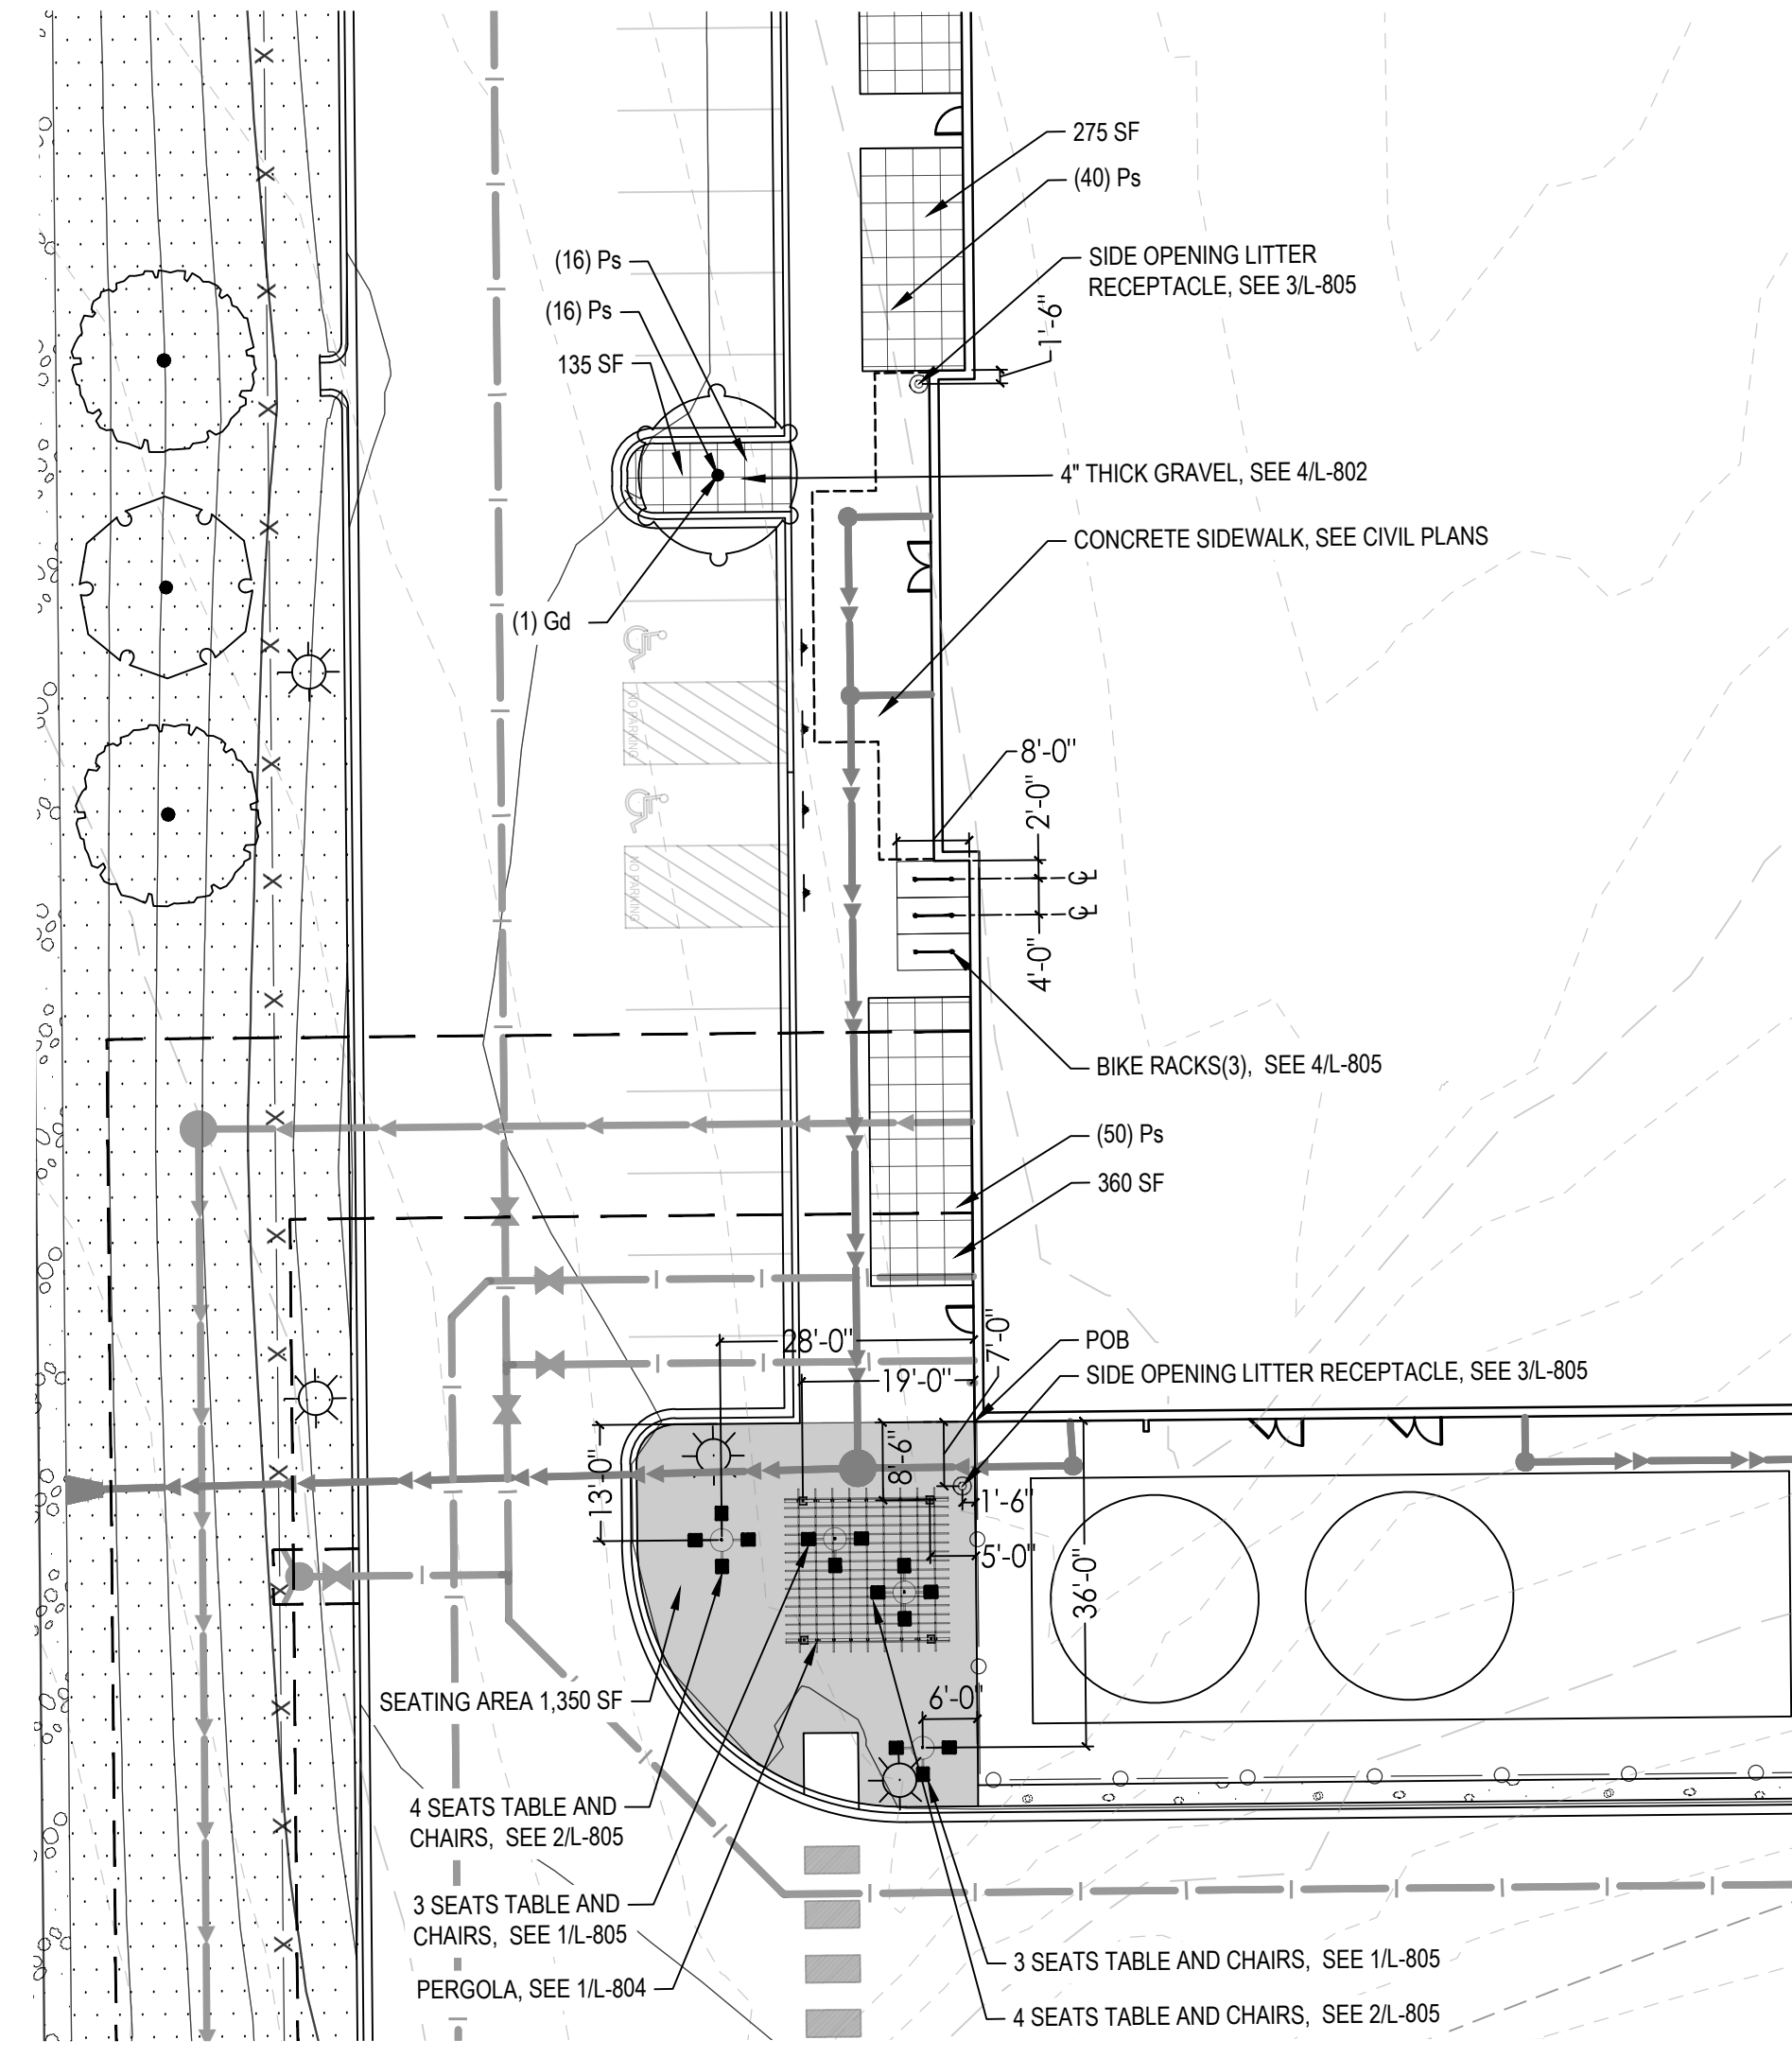 275 SF
(40) Ps
SIDE OPENING LITTER
RECEPTACLE, SEE 3/L-805
1'-6"
(16) Ps
(16) Ps
135 SF
4" THICK GRAVEL, SEE 4/L-802
CONCRETE SIDEWALK, SEE CIVIL PLANS
(1) Gd
NO PARKING
8'-0"
2'-0"
NO PARKING
CL
CL
4'-0"
BIKE RACKS(3), SEE 4/L-805
(50) Ps
360 SF
28'-0"
7'-0"
POB
SIDE OPENING LITTER RECEPTACLE, SEE 3/L-805
19'-0"
8'-6"
13'-0"
1'-6"
5'-0"
36'-0"
SEATING AREA 1,350 SF
6'-0"
4 SEATS TABLE AND
CHAIRS, SEE 2/L-805
3 SEATS TABLE AND
CHAIRS, SEE 1/L-805
PERGOLA, SEE 1/L-804
3 SEATS TABLE AND CHAIRS, SEE 1/L-805
4 SEATS TABLE AND CHAIRS, SEE 2/L-805